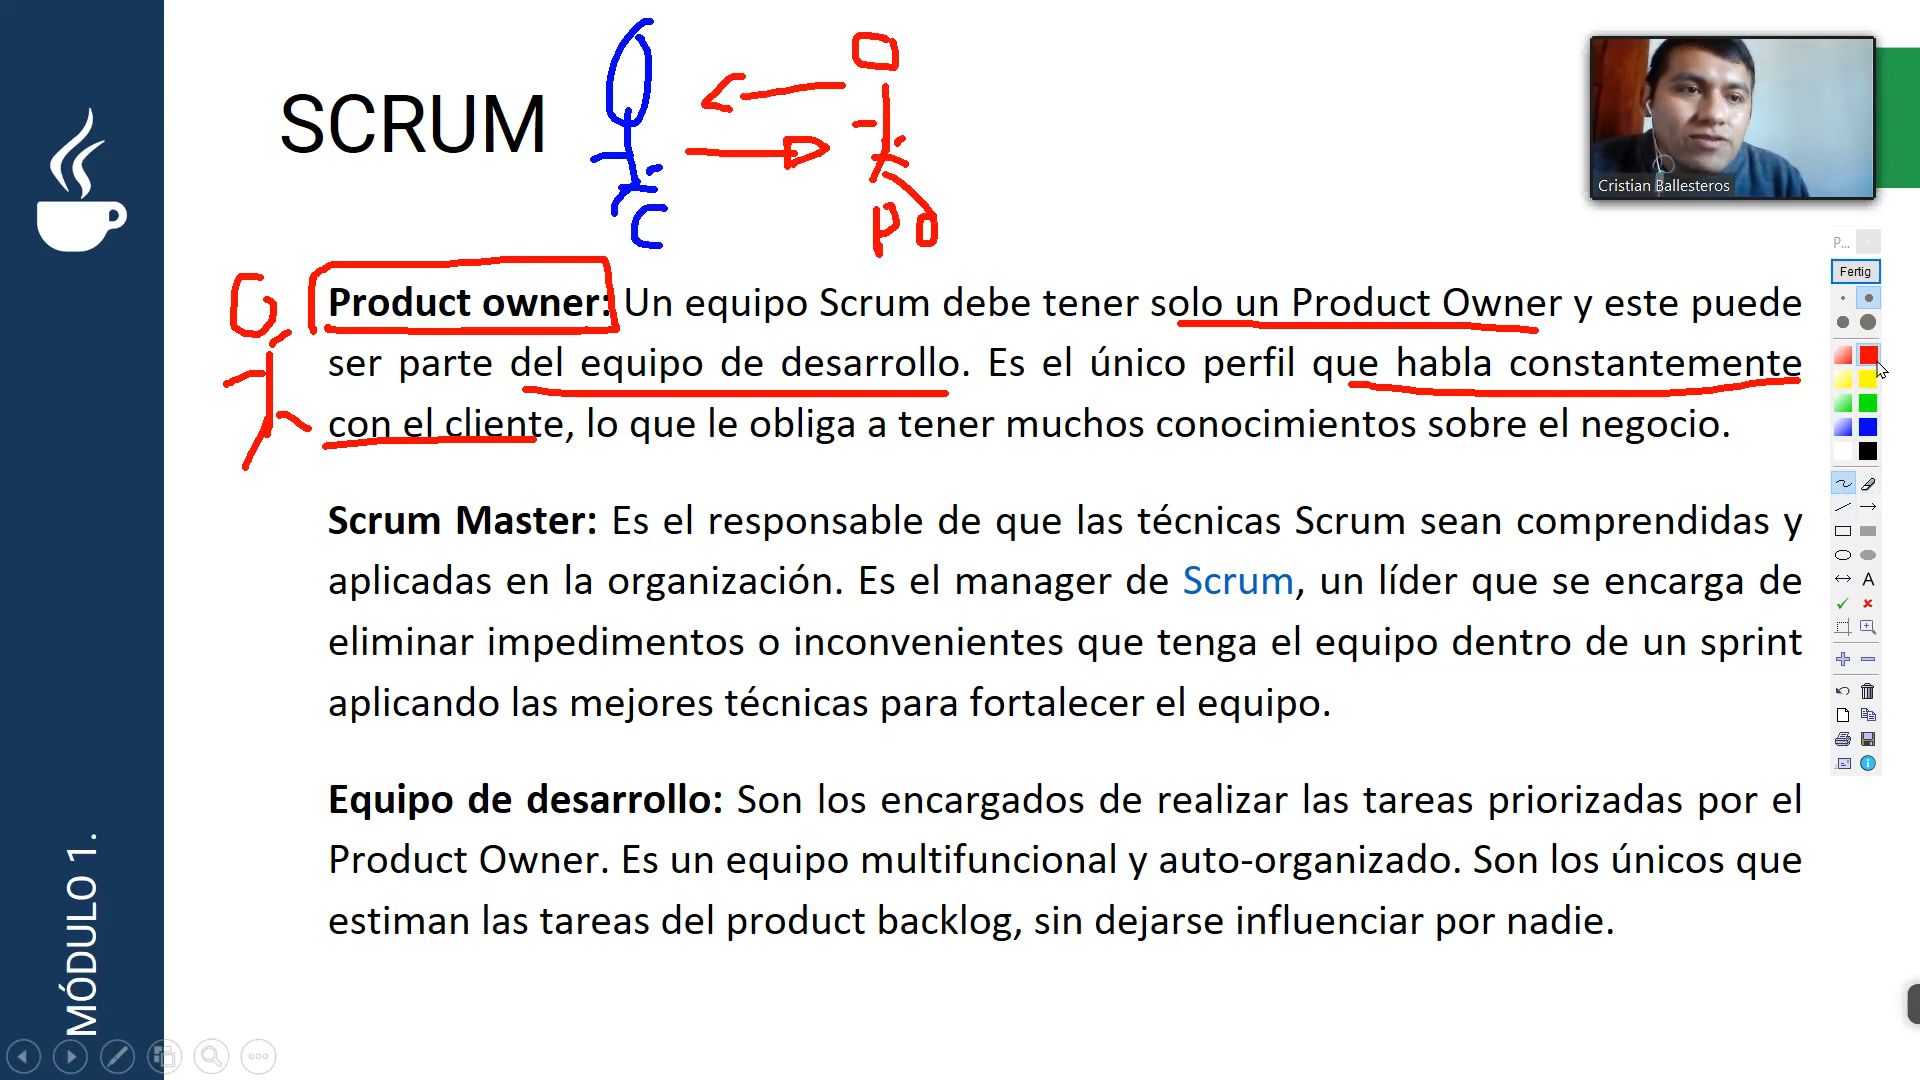 SCRUM
C
PO
Cristian Ballesteros
P...
Fertig
Product owner: Un equipo Scrum debe tener solo un Product Owner y este puede
ser parte del equipo de desarrollo. Es el único perfil que habla constantemente
con el cliente, lo que le obliga a tener muchos conocimientos sobre el negocio.
Scrum Master: Es el responsable de que las técnicas Scrum sean comprendidas y
aplicadas en la organización. Es el manager de Scrum, un líder que se encarga de
eliminar impedimentos o inconvenientes que tenga el equipo dentro de un sprint
aplicando las mejores técnicas para fortalecer el equipo.
Equipo de desarrollo: Son los encargados de realizar las tareas priorizadas por el
Product Owner. Es un equipo multifuncional y auto-organizado. Son los únicos que
estiman las tareas del product backlog, sin dejarse influenciar por nadie.
A
MÓDULO 1.